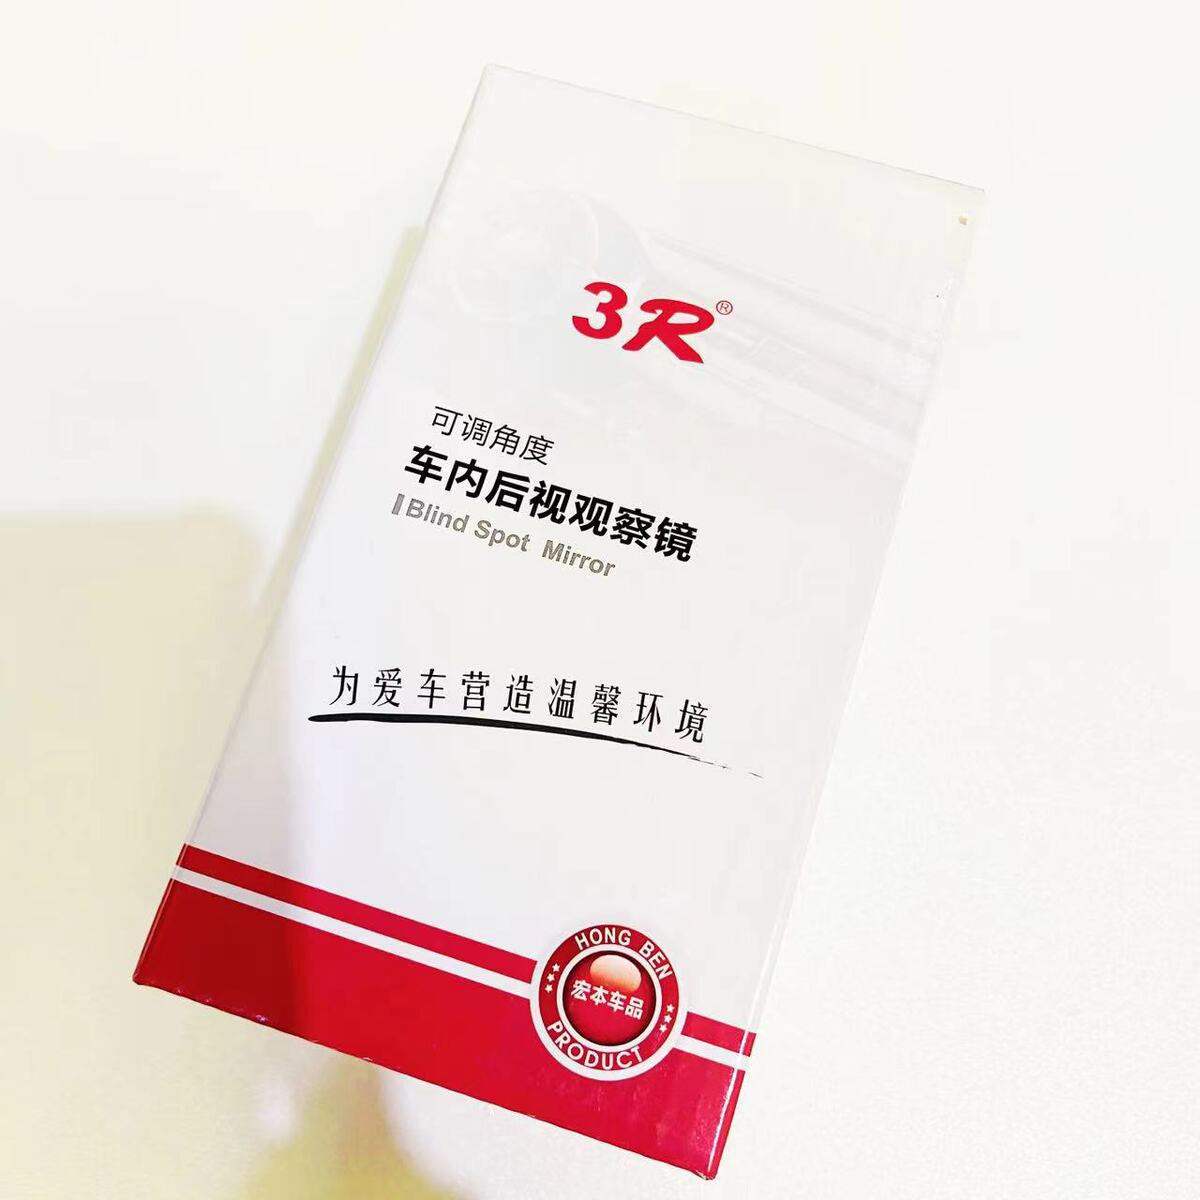 3R®
可调角度
车内后视观察镜
Blind Spot Mirror
为爱车营造温馨环境
HONG BEN
宏本车品
PRODUCT